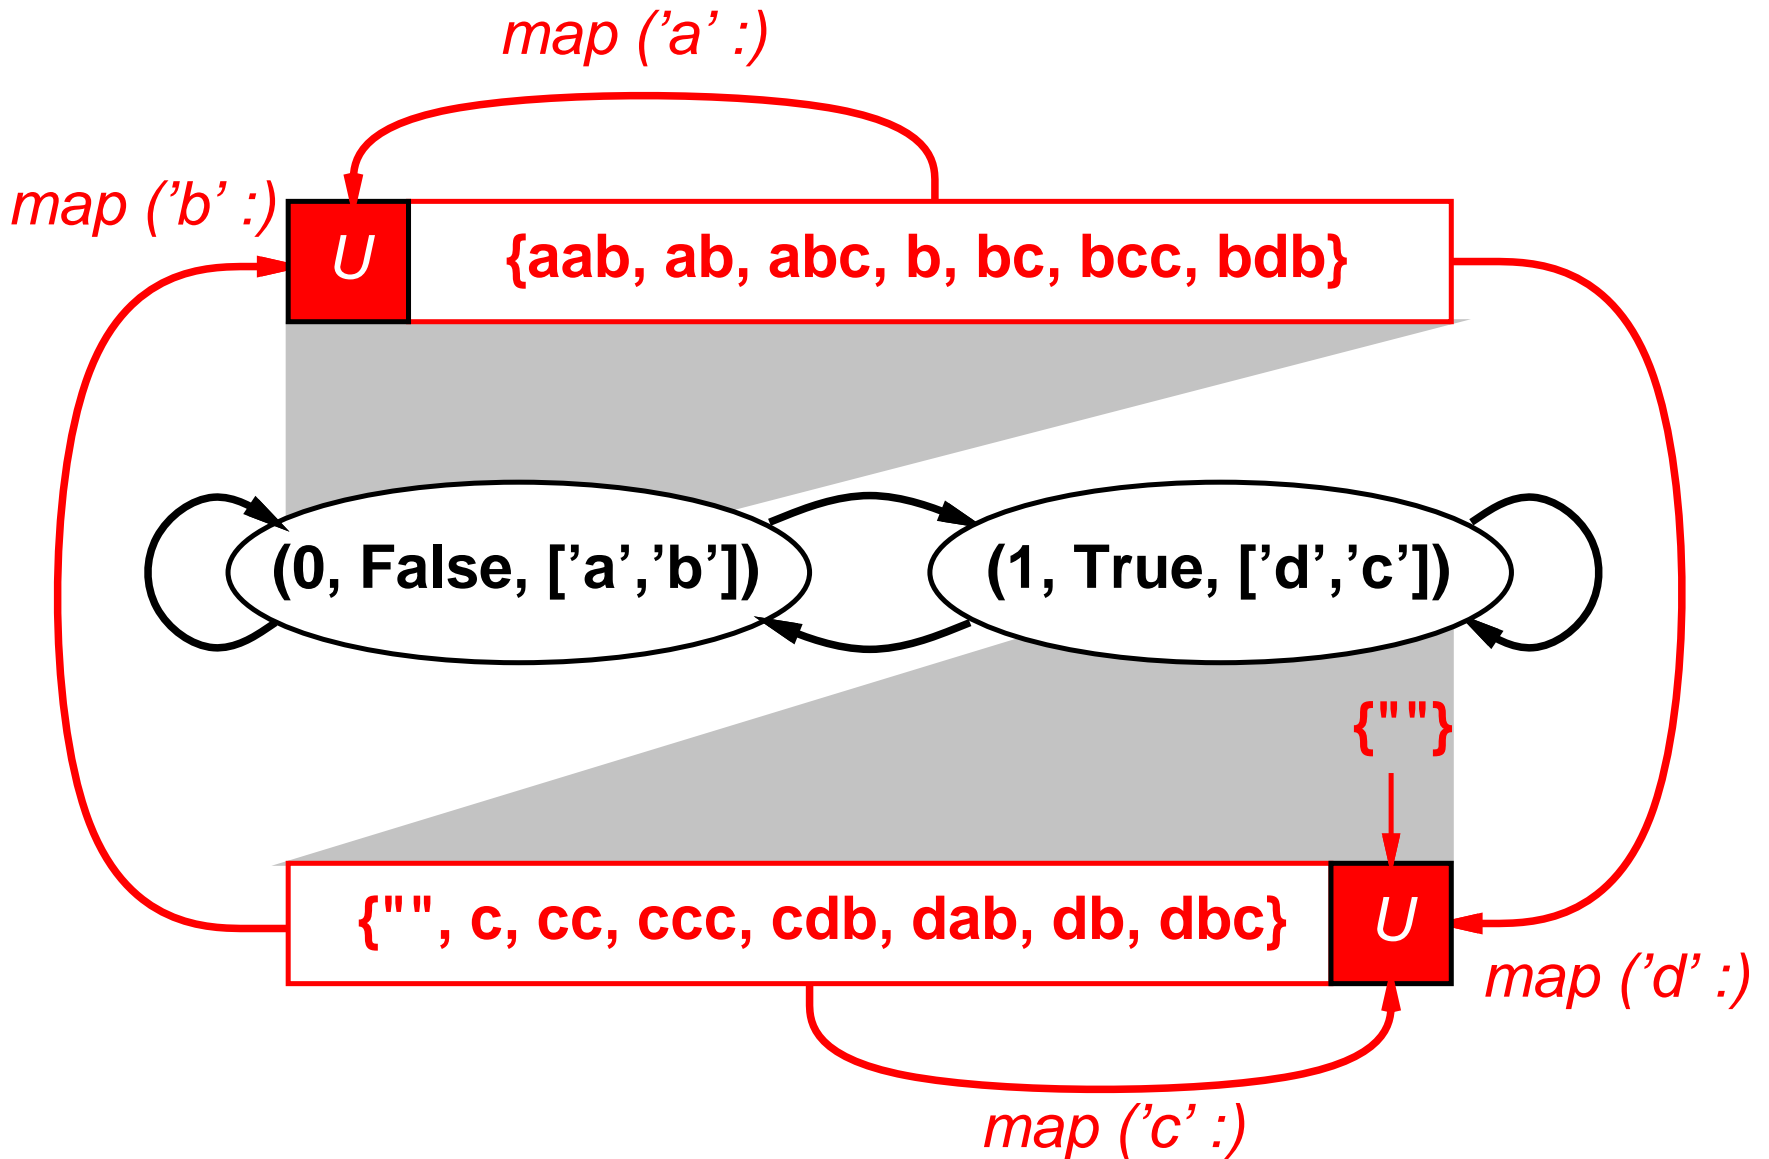 map (’a’ :)
map (’b’ :)
U {aab, ab, abc, b, bc, bcc, bdb}
(0, False, [’a’,’b’]) (1, True, [’d’,’c’])
{""}
{"", c, cc, ccc, cdb, dab, db, dbc} U
map (’d’ :)
map (’c’ :)